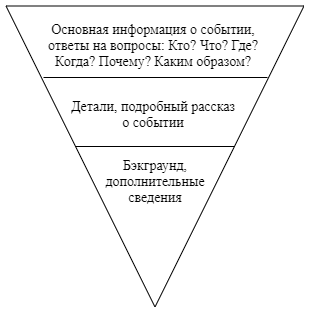 Основная информация о событии,
ответы на вопросы: Кто? Что? Где?
Когда? Почему? Каким образом?
Детали, подробный рассказ
о событии
Бэкграунд,
дополнительные
сведения